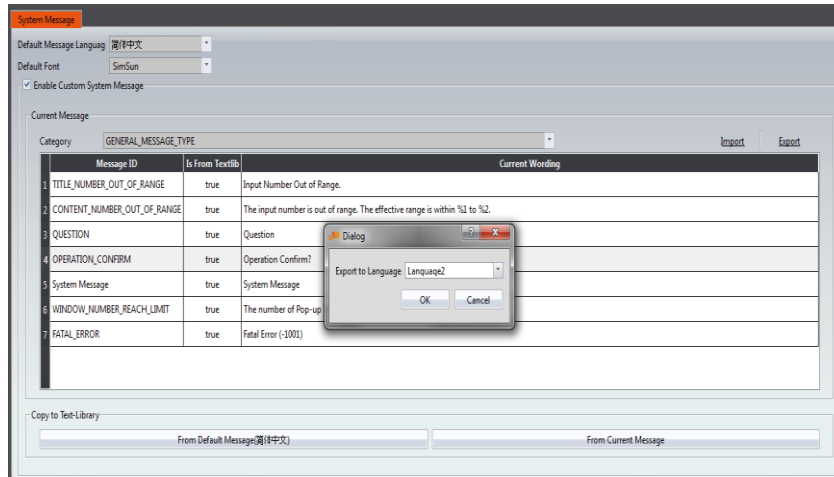 System Message
Default Message Languag 简体中文
Default Font SimSun
Enable Custom System Message
Current Message
Category GENERAL_MESSAGE_TYPE Import Export
Message ID Is From Textlib Current Wording
1 TITLE_NUMBER_OUT_OF_RANGE true Input Number Out of Range.
2 CONTENT_NUMBER_OUT_OF_RANGE true The input number is out of range. The effective range is within %1 to %2.
3 QUESTION true Question
4 OPERATION_CONFIRM true Operation Confirm?
5 System Message true System Message
6 WINDOW_NUMBER_REACH_LIMIT true The number of Pop-up
7 FATAL_ERROR true Fatal Error (-1001)
Dialog
Export to Language Language2
OK Cancel
Copy to Text-Library
From Default Message(简体中文) From Current Message